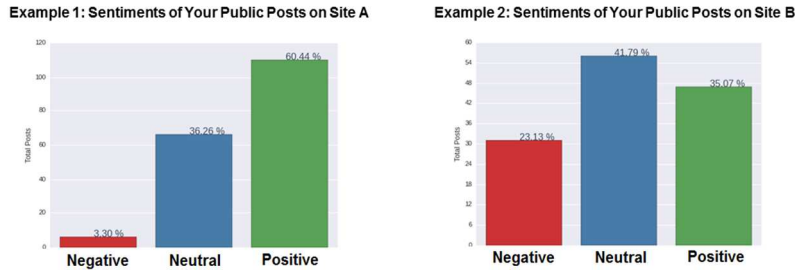 Example 1: Sentiments of Your Public Posts on Site A
120
100
80
60
40
20
0
Total Posts
3.30 %
36.26 %
60.44 %
Negative
Neutral
Positive
Example 2: Sentiments of Your Public Posts on Site B
60
54
48
42
36
30
24
18
12
6
0
Total Posts
23.13 %
41.79 %
35.07 %
Negative
Neutral
Positive